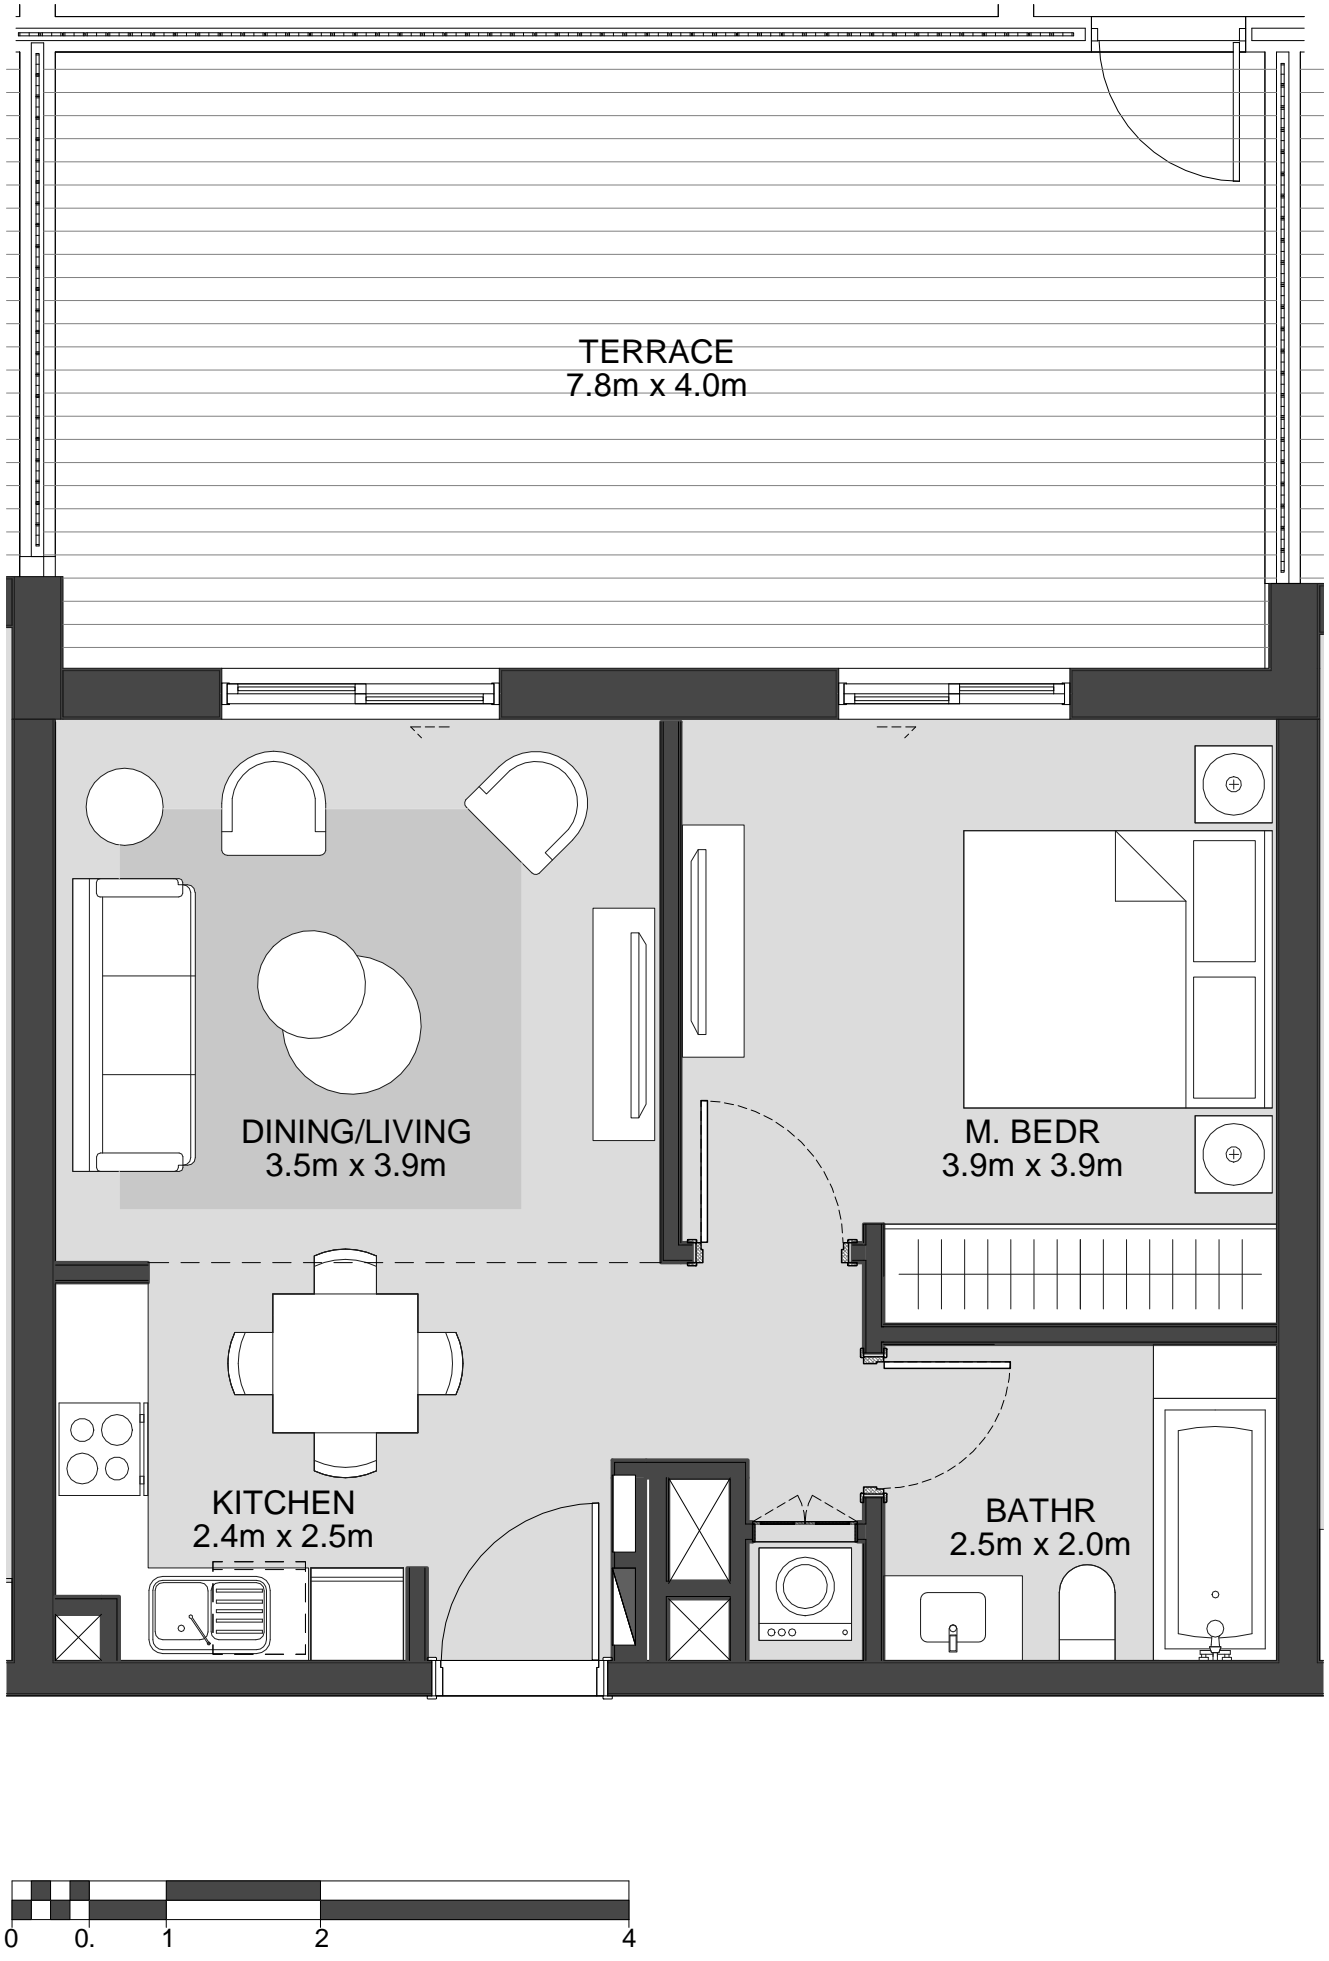 TERRACE
7.8m x 4.0m
DINING/LIVING
3.5m x 3.9m
M. BEDR
3.9m x 3.9m
KITCHEN
2.4m x 2.5m
BATHR
2.5m x 2.0m
0 0. 1 2 4